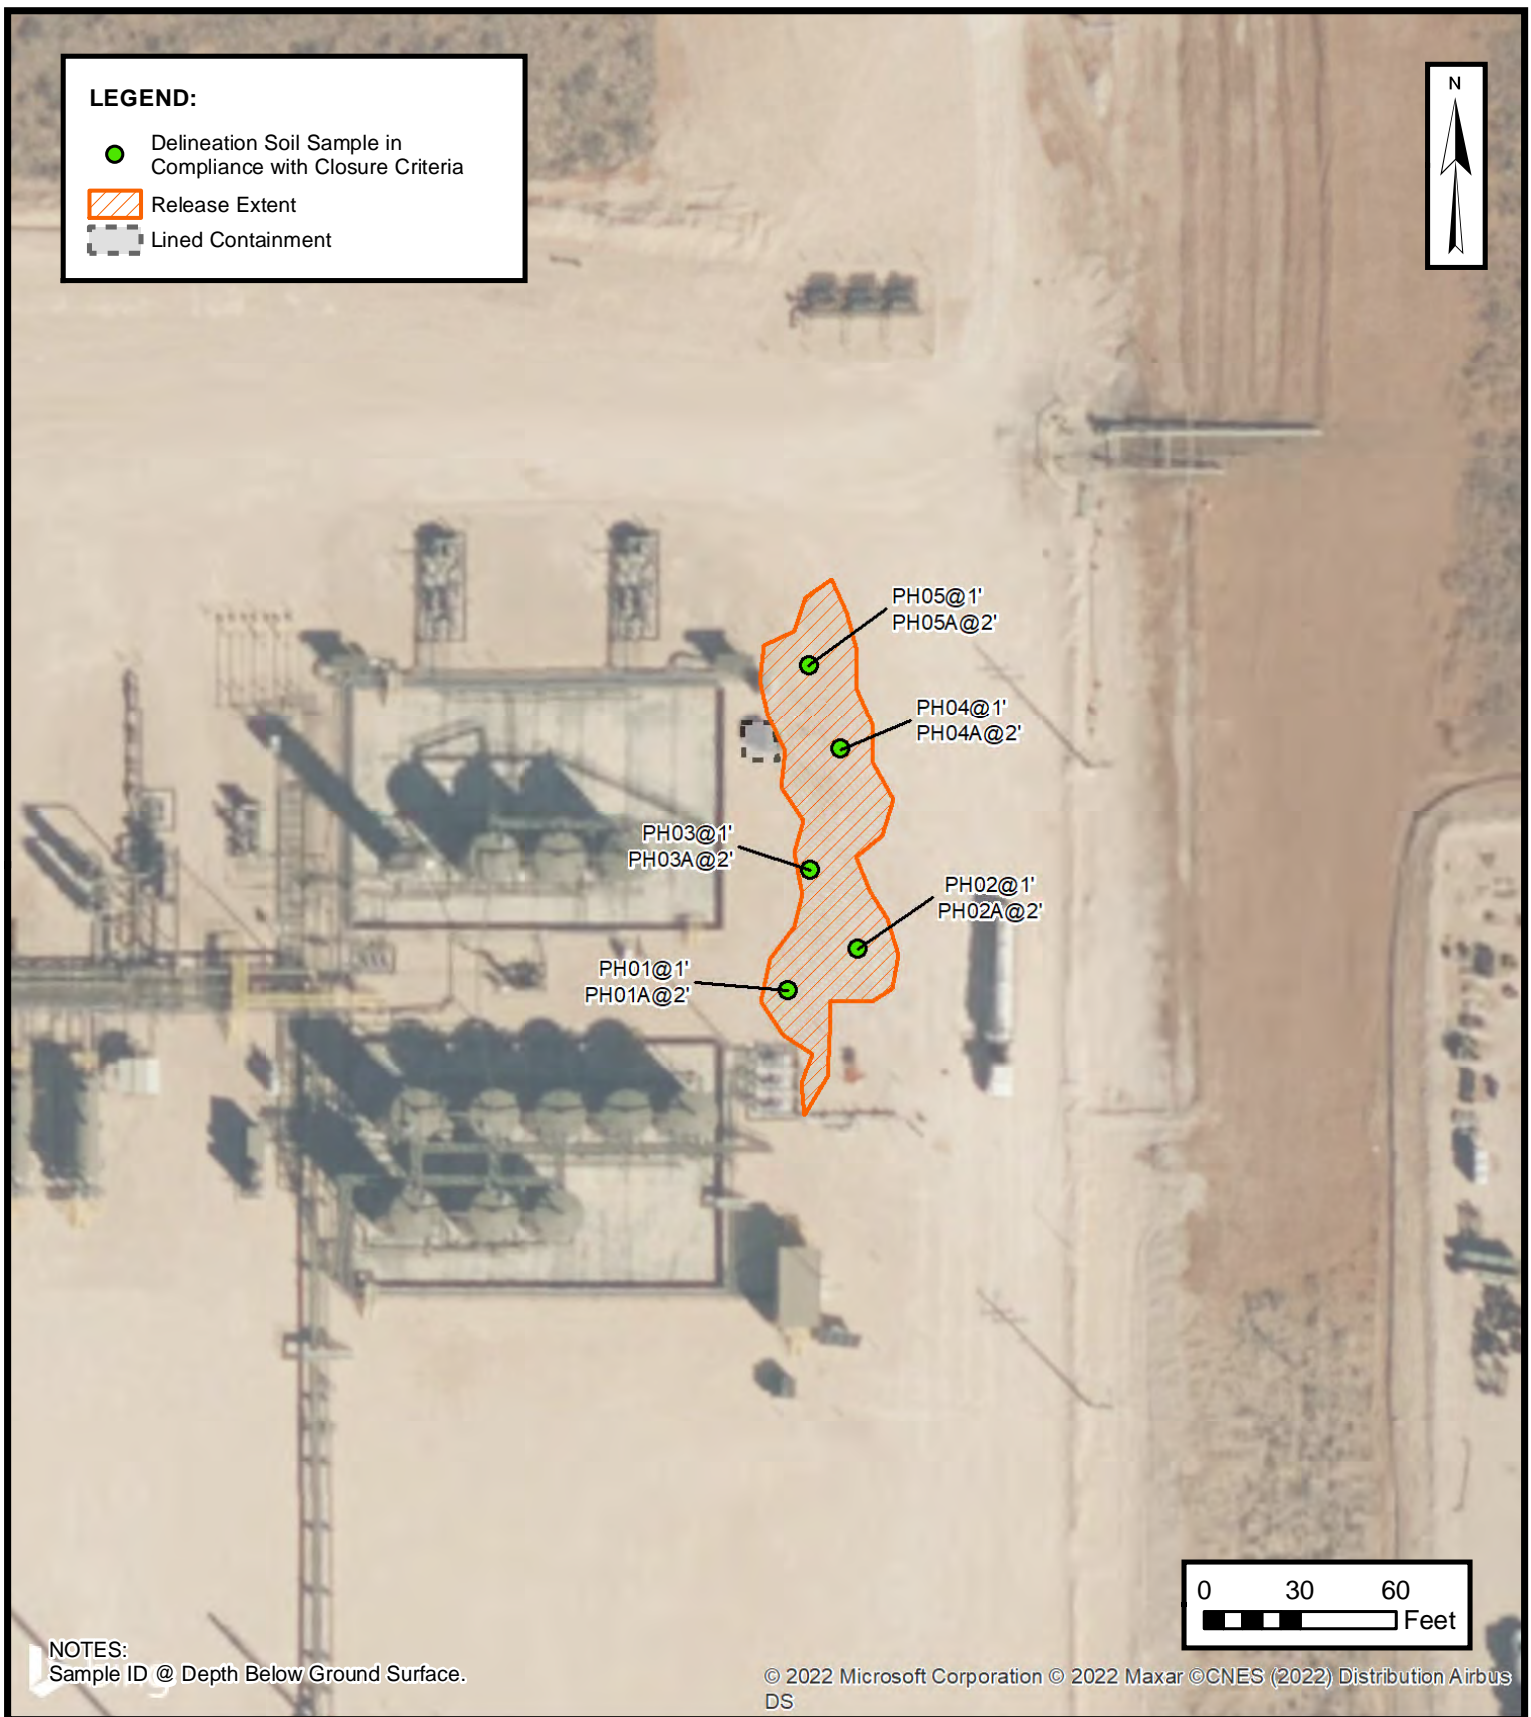 LEGEND:
Delineation Soil Sample in
Compliance with Closure Criteria
Release Extent
Lined Containment
N
PH05@1'
PH05A@2'
PH04@1'
PH04A@2'
PH03@1'
PH03A@2'
PH02@1'
PH02A@2'
PH01@1'
PH01A@2'
0 30 60
Feet
NOTES:
Sample ID @ Depth Below Ground Surface.
© 2022 Microsoft Corporation © 2022 Maxar ©CNES (2022) Distribution Airbus
DS